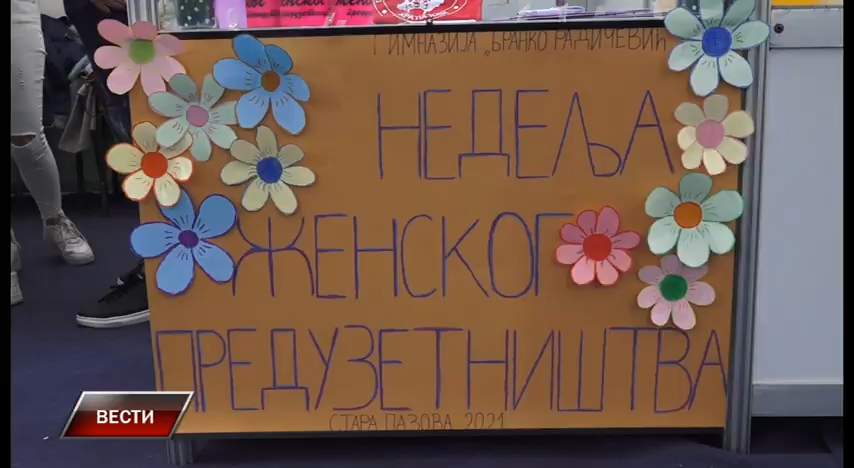 ГИМНАЗИЈА „БРАНКО РАДИЧЕВИЋ
НЕДЕЉА
ЖЕНСКОГ
ПРЕДУЗЕТНИШТВА
СТАРА ПАЗОВА 2021
ВЕСТИ